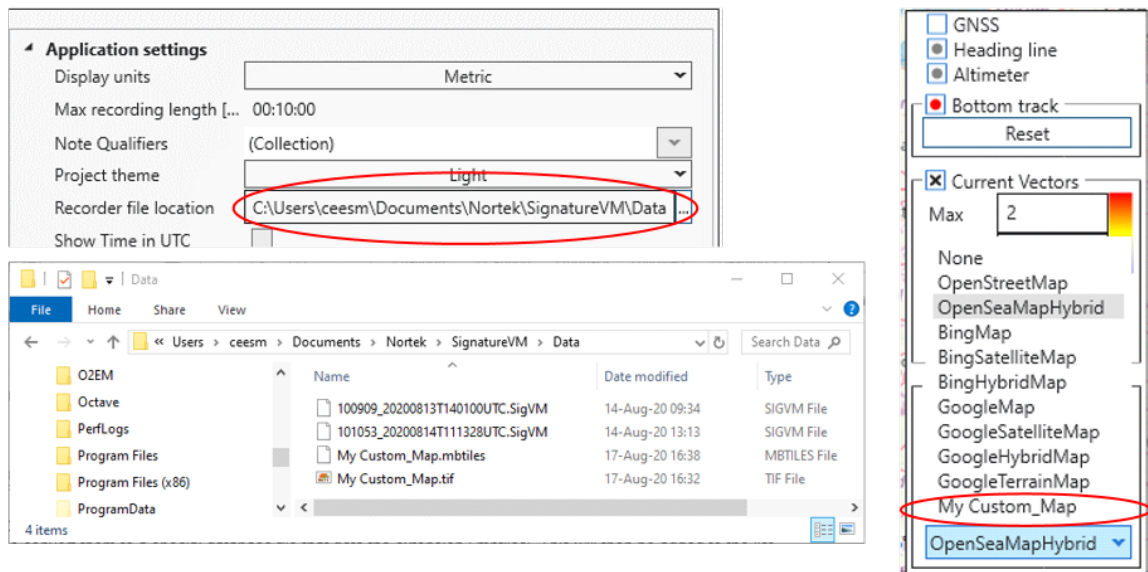 Application settings
Display units Metric
Max recording length [... 00:10:00
Note Qualifiers (Collection)
Project theme Light
Recorder file location C:\Users\ceesm\Documents\Nortek\SignatureVM\Data ...
Show Time in UTC
Data
File Home Share View
« Users › ceesm › Documents › Nortek › SignatureVM › Data Search Data
O2EM
Octave
PerfLogs
Program Files
Program Files (x86)
ProgramData
Name Date modified Type
100909_20200813T140100UTC.SigVM 14-Aug-20 09:34 SIGVM File
101053_20200814T111328UTC.SigVM 14-Aug-20 13:13 SIGVM File
My Custom_Map.mbtiles 17-Aug-20 16:38 MBTILES File
My Custom_Map.tif 17-Aug-20 16:32 TIF File
4 items
GNSS
Heading line
Altimeter
Bottom track
Reset
Current Vectors
Max 2
None
OpenStreetMap
OpenSeaMapHybrid
BingMap
BingSatelliteMap
BingHybridMap
GoogleMap
GoogleSatelliteMap
GoogleHybridMap
GoogleTerrainMap
My Custom_Map
OpenSeaMapHybrid